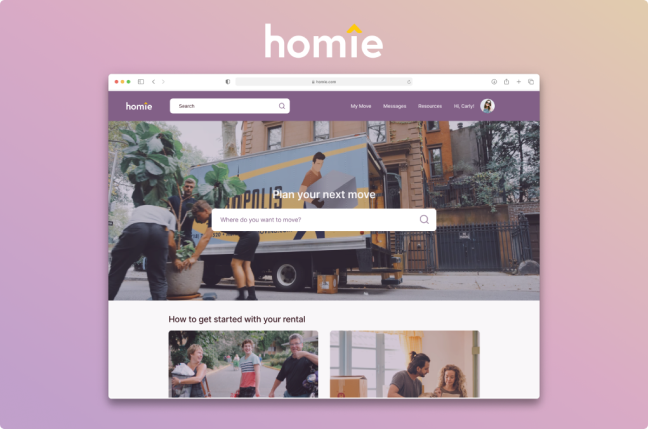 homie
homie.com
homie
Search
My Move
Messages
Resources
Hi, Carly!
Plan your next move
Where do you want to move?
How to get started with your rental